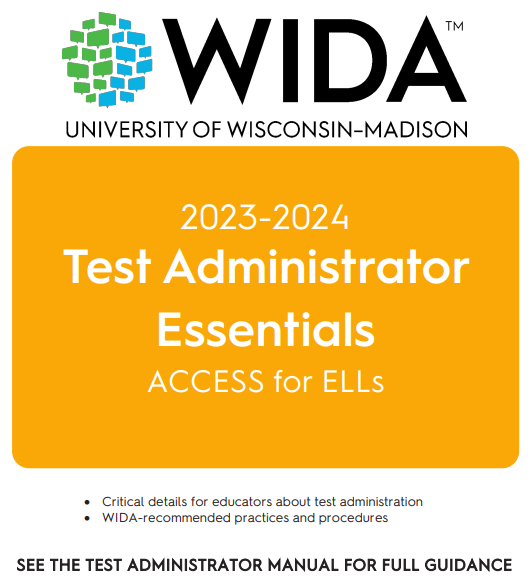 WIDA™
UNIVERSITY OF WISCONSIN–MADISON
2023-2024
Test Administrator
Essentials
ACCESS for ELLs
• Critical details for educators about test administration
• WIDA-recommended practices and procedures
SEE THE TEST ADMINISTRATOR MANUAL FOR FULL GUIDANCE